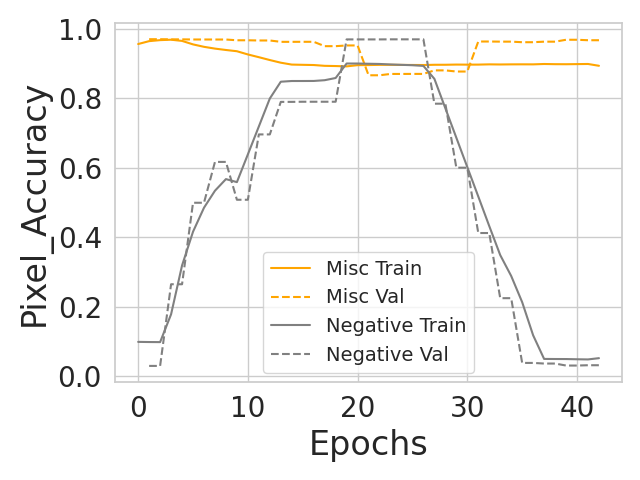 1.0
0.8
0.6
0.4
0.2
0.0
Pixel_Accuracy
Misc Train
Misc Val
Negative Train
Negative Val
0 10 20 30 40
Epochs